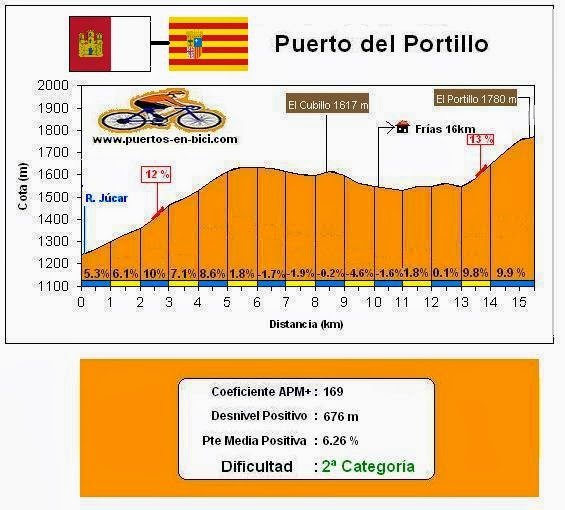 Puerto del Portillo
Cota (m)
2000
1900
1800
1700
1600
1500
1400
1300
1200
1100
www.puertos-en-bici.com
El Cubillo 1617 m
El Portillo 1780 m
Frías 16km
12 %
13 %
R. Júcar
5.3% 6.1% 10% 7.1% 8.6% 1.8% -1.7% -1.9% -0.2% -4.6% -1.6% 1.8% 0.1% 9.8% 9.9 %
0 1 2 3 4 5 6 7 8 9 10 11 12 13 14 15
Distancia (km)
Coeficiente APM+ : 169
Desnivel Positivo : 676 m
Pte Media Positiva : 6.26 %
Dificultad : 2ª Categoría